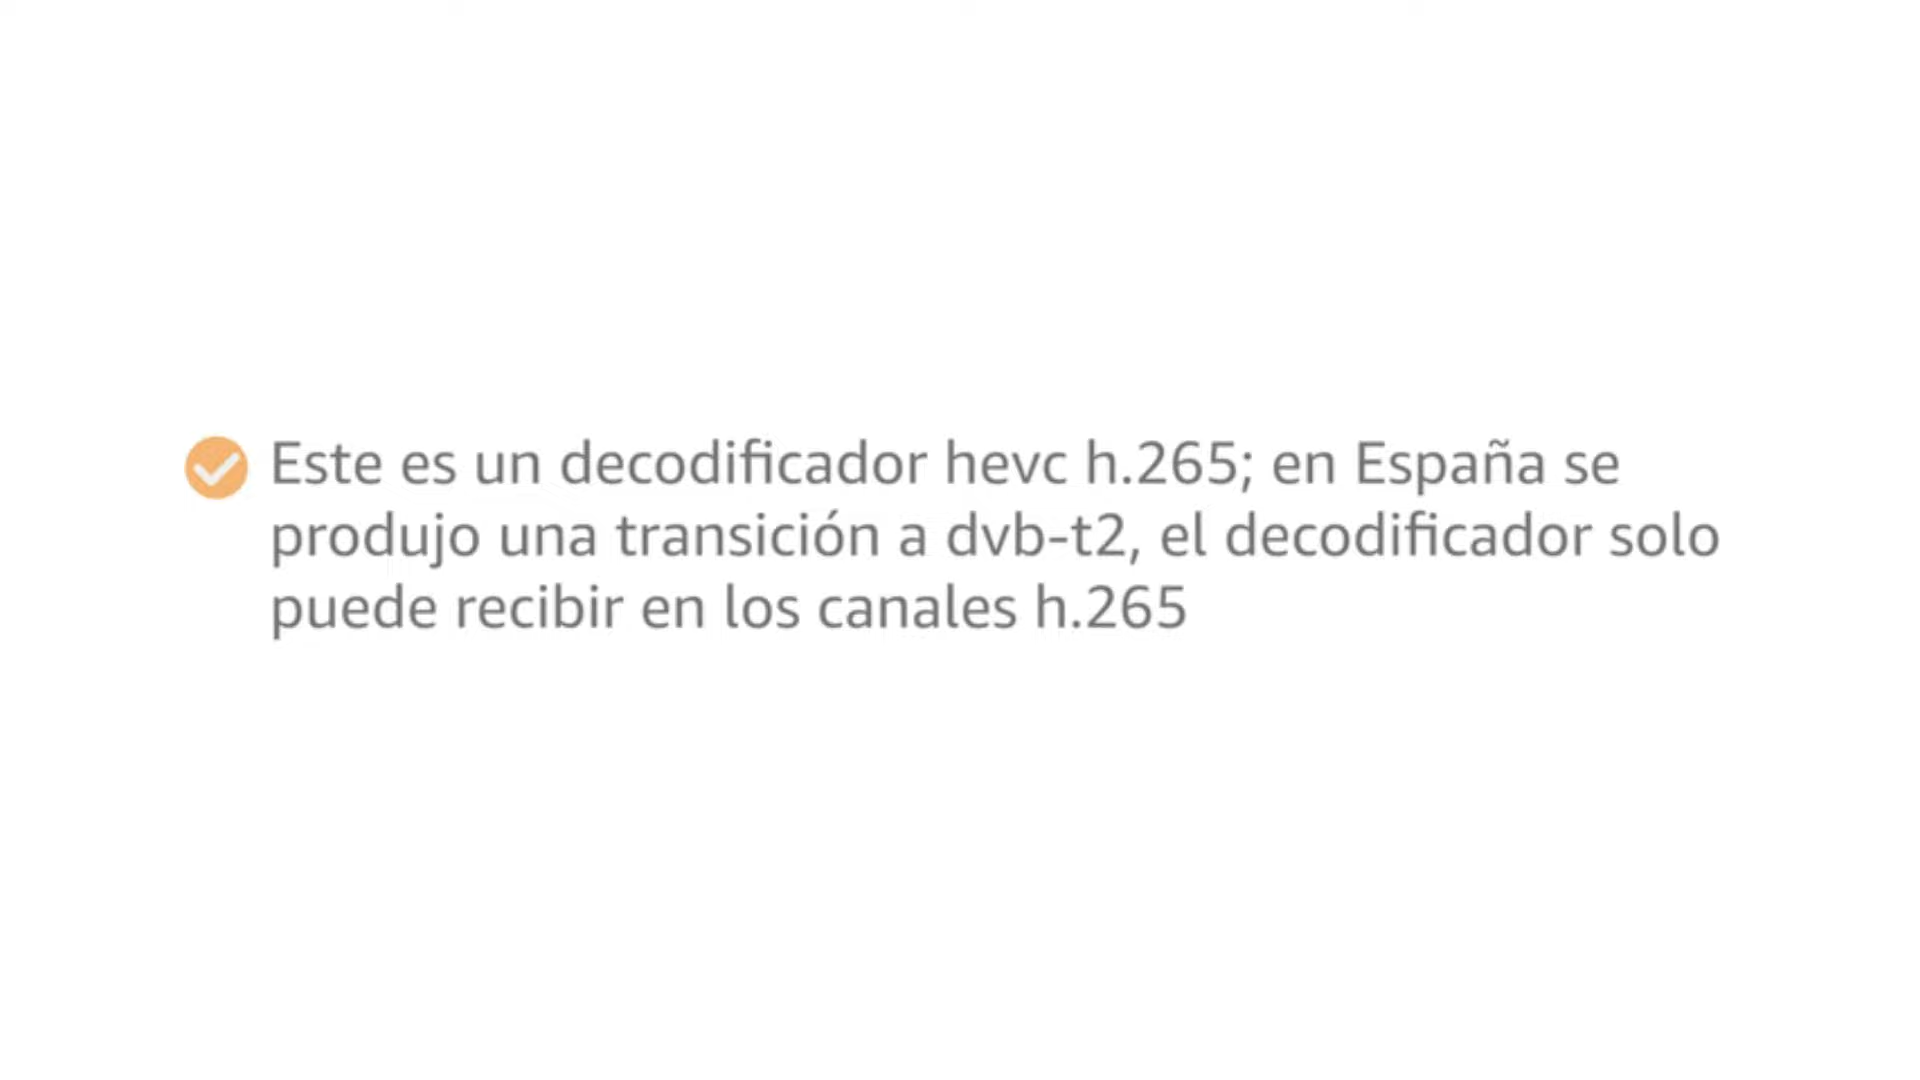 Este es un decodificador hevc h.265; en España se
produjo una transición a dvb-t2, el decodificador solo
puede recibir en los canales h.265